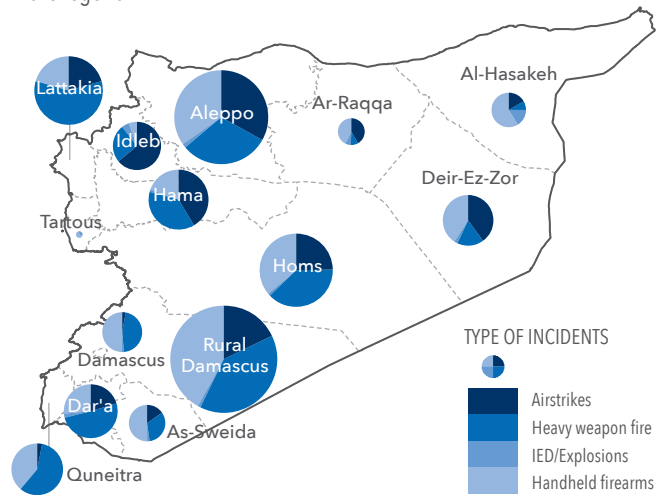 Lattakia
Aleppo
Ar-Raqqa
Al-Hasakeh
Idleb
Deir-Ez-Zor
Hama
Tartous
Homs
Damascus
Rural
Damascus
Dar'a
As-Sweida
Quneitra
TYPE OF INCIDENTS
Airstrikes
Heavy weapon fire
IED/Explosions
Handheld firearms